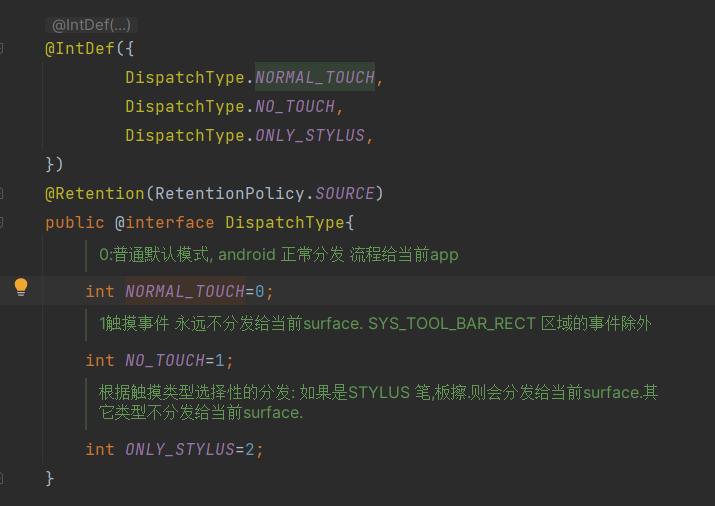 @IntDef(...)
@IntDef({
DispatchType.NORMAL_TOUCH,
DispatchType.NO_TOUCH,
DispatchType.ONLY_STYLUS,
})
@Retention(RetentionPolicy.SOURCE)
public @interface DispatchType{
0:普通默认模式, android 正常分发 流程给当前app
int NORMAL_TOUCH=0;
1触摸事件 永远不分发给当前surface. SYS_TOOL_BAR_RECT 区域的事件除外
int NO_TOUCH=1;
根据触摸类型选择性的分发: 如果是STYLUS 笔,板擦.则会分发给当前surface.其
它类型不分发给当前surface.
int ONLY_STYLUS=2;
}